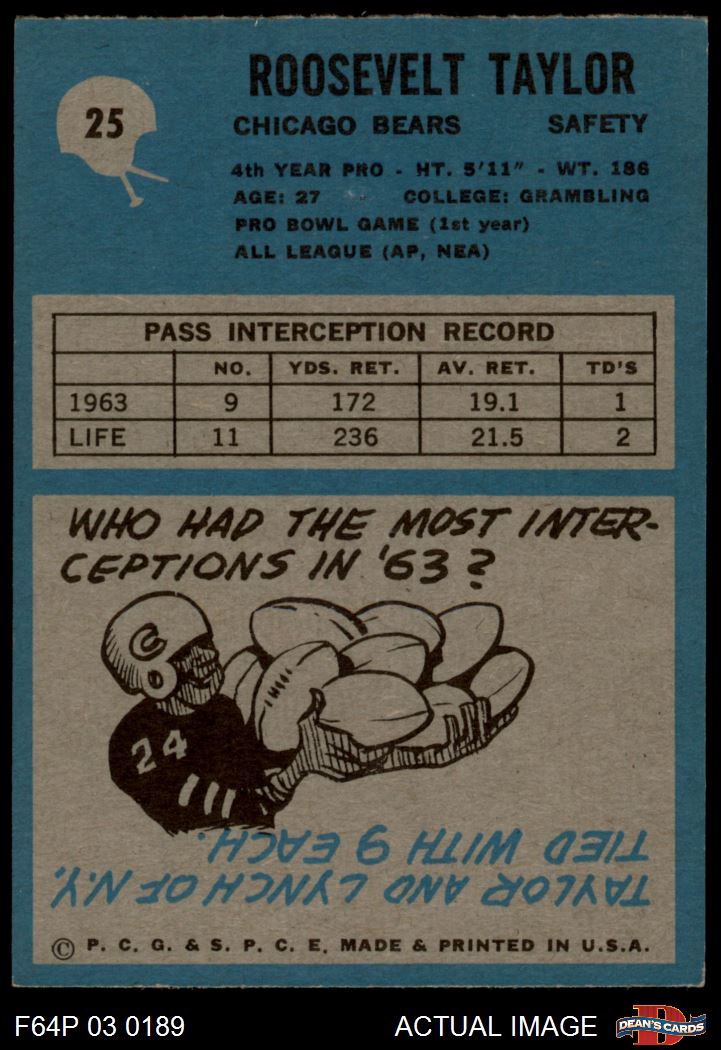 25
ROOSEVELT TAYLOR
CHICAGO BEARS SAFETY
4th YEAR PRO - HT. 5'11" - WT. 186
AGE: 27 COLLEGE: GRAMBLING
PRO BOWL GAME (1st year)
ALL LEAGUE (AP, NEA)
PASS INTERCEPTION RECORD
NO. YDS. RET. AV. RET. TD'S
1963 9 172 19.1 1
LIFE 11 236 21.5 2
WHO HAD THE MOST INTER-
CEPTIONS IN '63?
C
8
24
TAYLOR AND LYNCH OF N.Y.
TIED WITH 9 EACH.
© P. C. G. & S. P. C. E. MADE & PRINTED IN U.S.A.
F64P 03 0189 ACTUAL IMAGE D DEAN'S CARDS